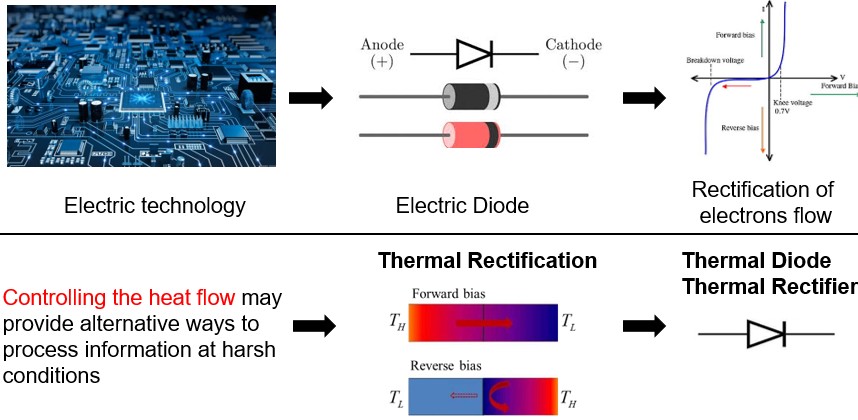 Anode
(+)
Cathode
(−)
I
Forward bias
Breakdown voltage
V
Forward Bia
Knee voltage
0.7V
Reverse bias
Electric technology
Electric Diode
Rectification of
electrons flow
Controlling the heat flow may
provide alternative ways to
process information at harsh
conditions
Thermal Rectification
Forward bias
T_H
T_L
Reverse bias
T_L
T_H
Thermal Diode
Thermal Rectifier